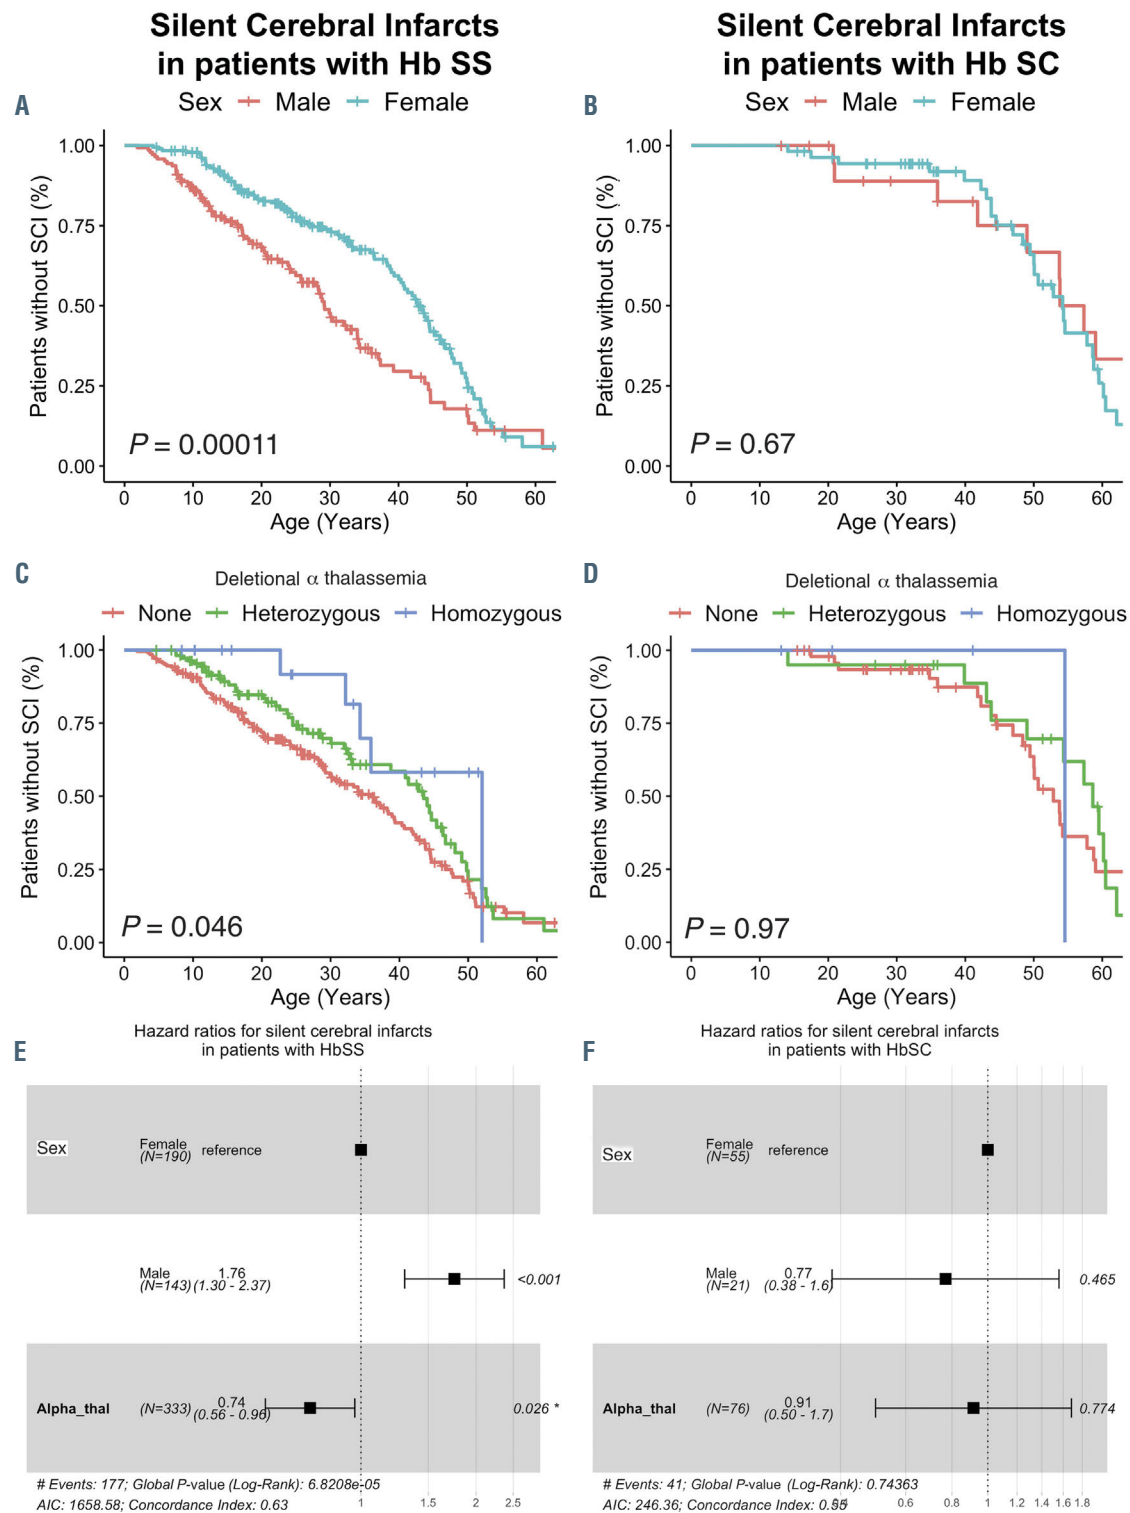 Silent Cerebral Infarcts
in patients with Hb SS
Sex Male Female
A
Patients without SCI (%)
1.00
0.75
0.50
0.25
0.00
P = 0.00011
0 10 20 30 40 50 60
Age (Years)
Silent Cerebral Infarcts
in patients with Hb SC
Sex Male Female
B
Patients without SCI (%)
1.00
0.75
0.50
0.25
0.00
P = 0.67
0 10 20 30 40 50 60
Age (Years)
C
Deletional α thalassemia
None Heterozygous Homozygous
Patients without SCI (%)
1.00
0.75
0.50
0.25
0.00
P = 0.046
0 10 20 30 40 50 60
Age (Years)
D
Deletional α thalassemia
None Heterozygous Homozygous
Patients without SCI (%)
1.00
0.75
0.50
0.25
0.00
P = 0.97
0 10 20 30 40 50 60
Age (Years)
E
Hazard ratios for silent cerebral infarcts
in patients with HbSS
Sex Female (N=190) reference
Male (N=143) 1.76 (1.30 - 2.37) <0.001
Alpha_thal (N=333) 0.74 (0.56 - 0.96) 0.026 *
# Events: 177; Global P-value (Log-Rank): 6.8208e-05
AIC: 1658.58; Concordance Index: 0.63
1 1.5 2 2.5
F
Hazard ratios for silent cerebral infarcts
in patients with HbSC
Sex Female (N=55) reference
Male (N=21) 0.77 (0.38 - 1.6) 0.465
Alpha_thal (N=76) 0.91 (0.50 - 1.7) 0.774
# Events: 41; Global P-value (Log-Rank): 0.74363
AIC: 246.36; Concordance Index: 0.55
0.6 0.8 1 1.2 1.4 1.6 1.8